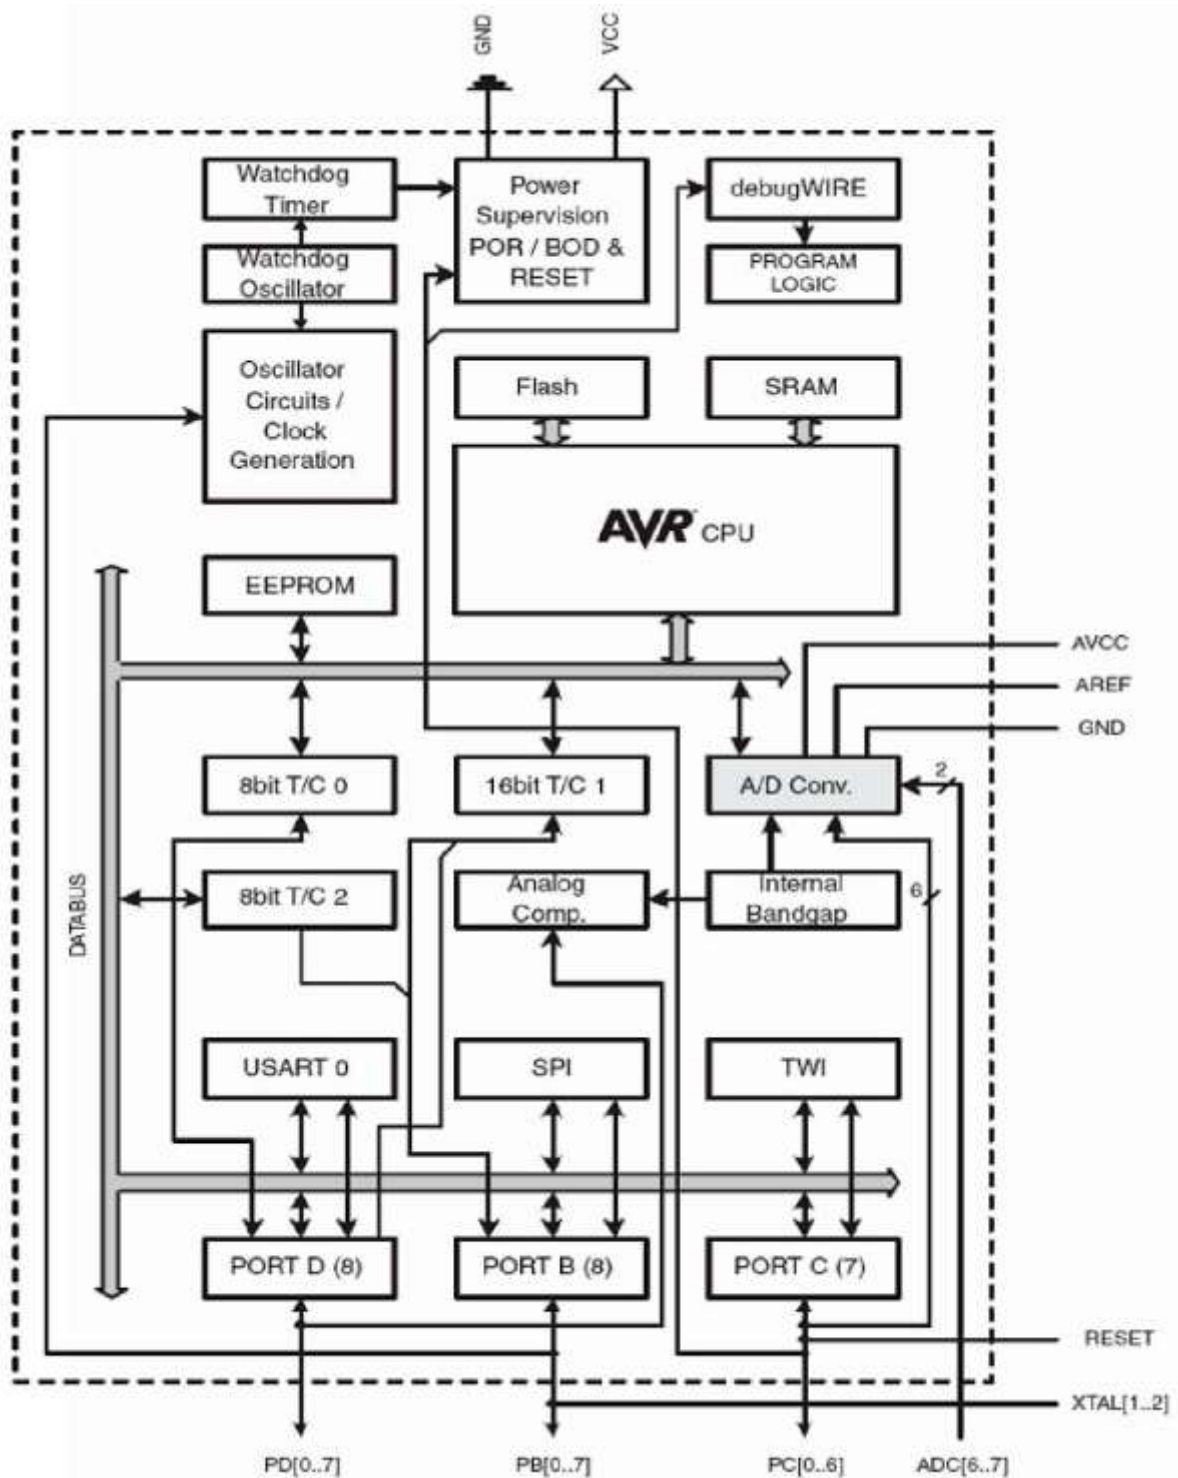 GND
VCC
Watchdog
Timer
Power
Supervision
POR / BOD &
RESET
debugWIRE
Watchdog
Oscillator
PROGRAM
LOGIC
Oscillator
Circuits /
Clock
Generation
Flash
SRAM
AVR CPU
EEPROM
AVCC
AREF
GND
8bit T/C 0
16bit T/C 1
A/D Conv.
2
8bit T/C 2
Analog
Comp.
Internal
Bandgap
6
DATABUS
USART 0
SPI
TWI
PORT D (8)
PORT B (8)
PORT C (7)
RESET
XTAL[1..2]
PD[0..7]
PB[0..7]
PC[0..6]
ADC[6..7]